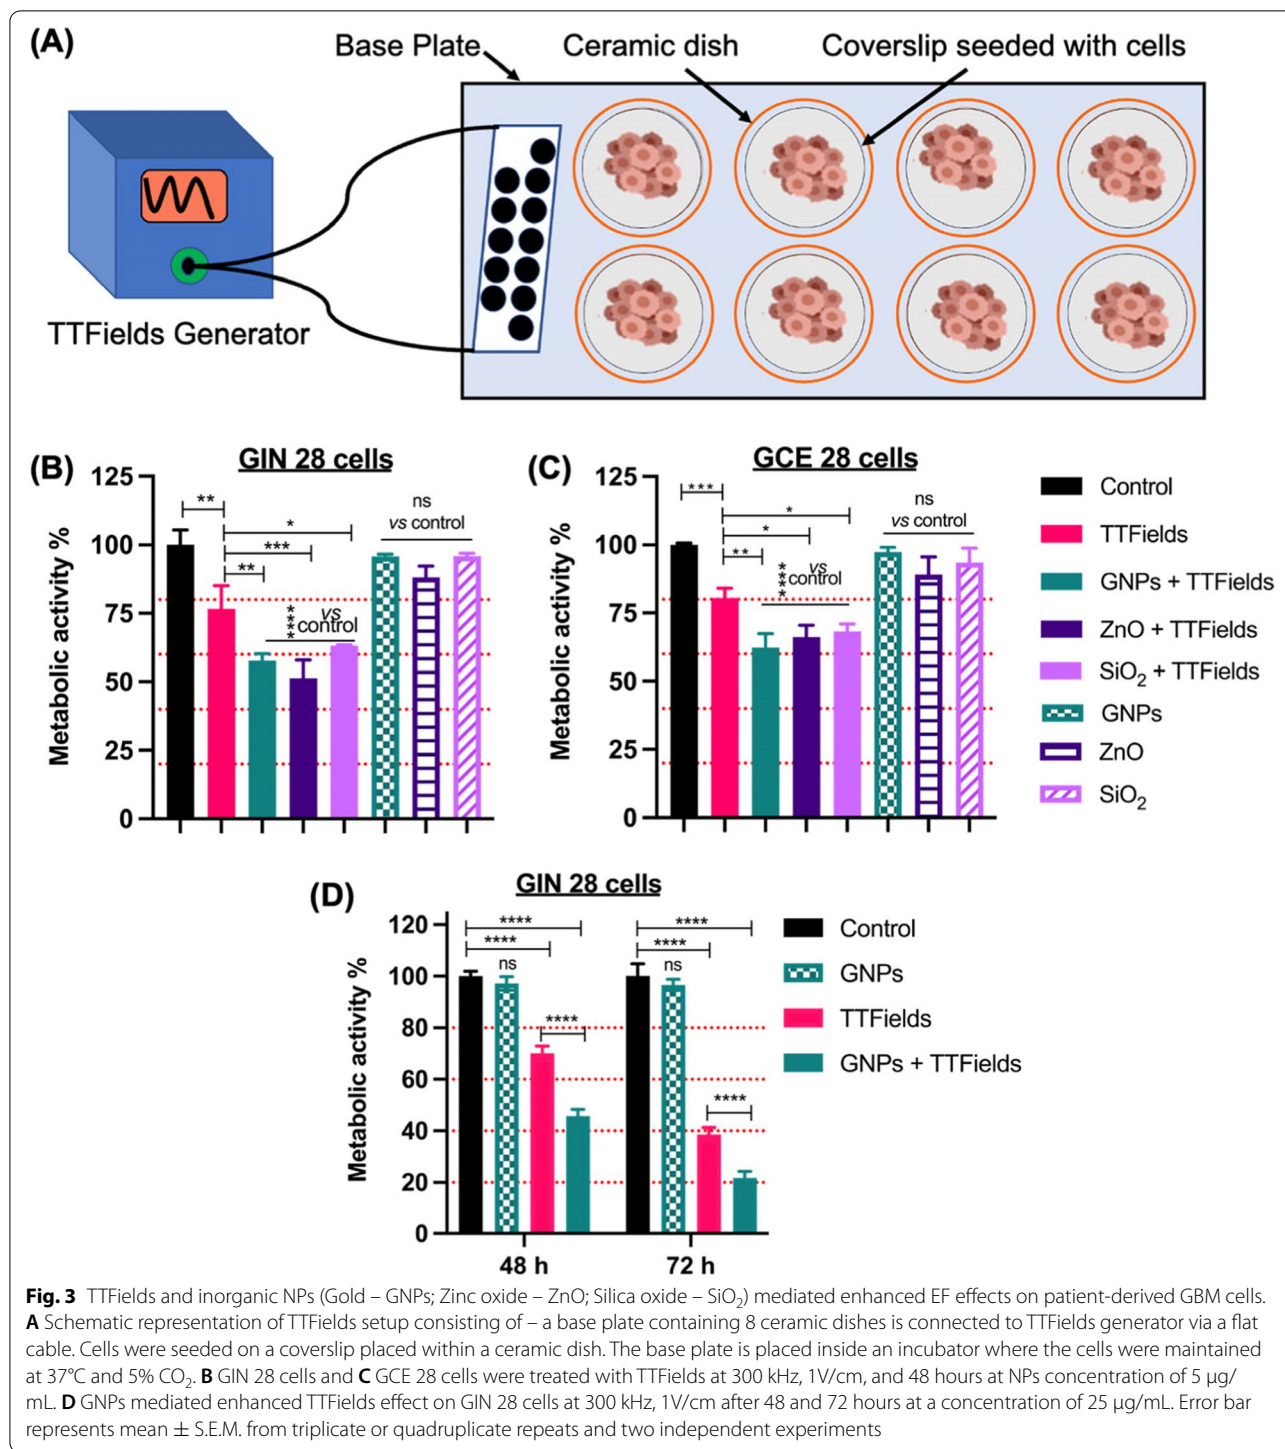 (A)
Base Plate
Ceramic dish
Coverslip seeded with cells
TTFields Generator
(B)
GIN 28 cells
Metabolic activity %
125
100
75
50
25
0
**
*
***
**
**** vs
control
ns
vs control
(C)
GCE 28 cells
Metabolic activity %
125
100
75
50
25
0
***
*
*
**
**** vs
control
ns
vs control
Control
TTFields
GNPs + TTFields
ZnO + TTFields
SiO₂ + TTFields
GNPs
ZnO
SiO₂
(D)
GIN 28 cells
Metabolic activity %
120
100
80
60
40
20
0
****
****
ns
****
****
****
ns
****
48 h
72 h
Control
GNPs
TTFields
GNPs + TTFields
Fig. 3 TTFields and inorganic NPs (Gold – GNPs; Zinc oxide – ZnO; Silica oxide – SiO₂) mediated enhanced EF effects on patient-derived GBM cells.
A Schematic representation of TTFields setup consisting of – a base plate containing 8 ceramic dishes is connected to TTFields generator via a flat
cable. Cells were seeded on a coverslip placed within a ceramic dish. The base plate is placed inside an incubator where the cells were maintained
at 37°C and 5% CO₂. B GIN 28 cells and C GCE 28 cells were treated with TTFields at 300 kHz, 1V/cm, and 48 hours at NPs concentration of 5 μg/
mL. D GNPs mediated enhanced TTFields effect on GIN 28 cells at 300 kHz, 1V/cm after 48 and 72 hours at a concentration of 25 μg/mL. Error bar
represents mean ± S.E.M. from triplicate or quadruplicate repeats and two independent experiments